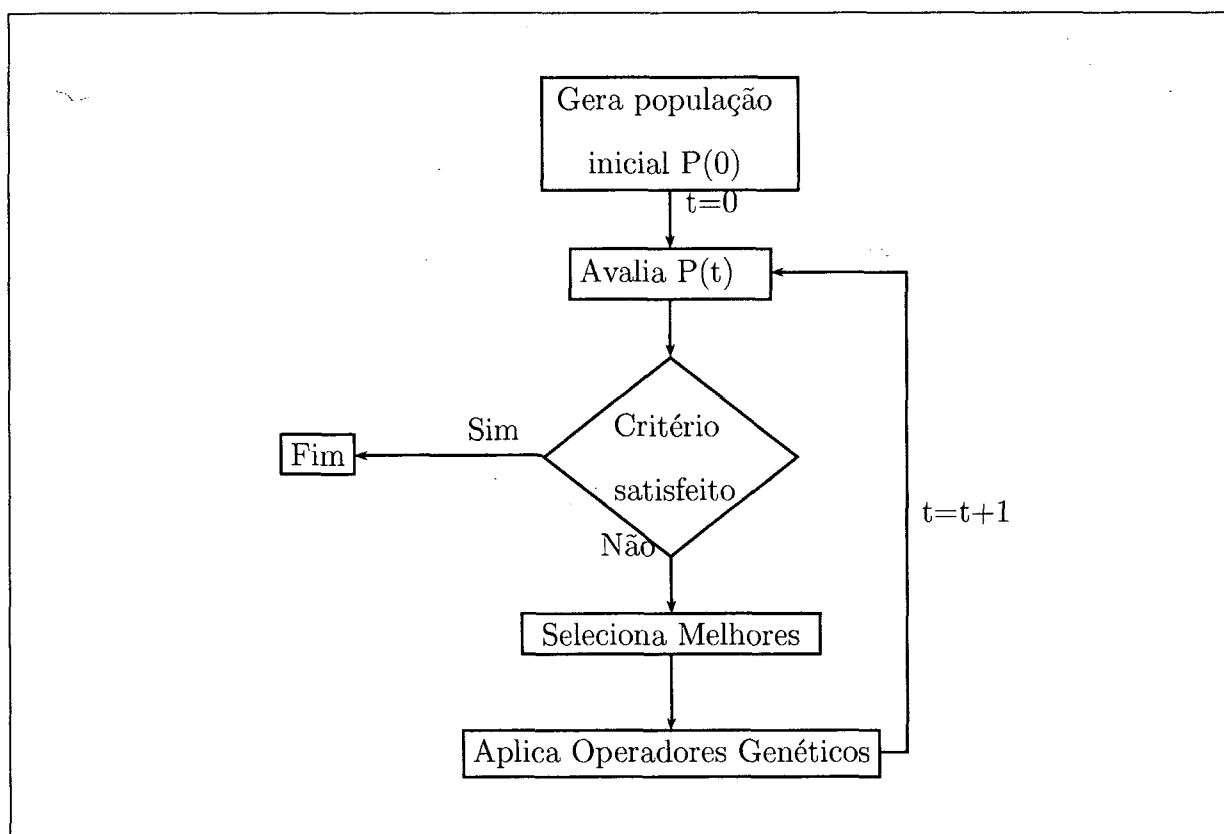 Gera população
inicial P(0)
t=0
Avalia P(t)
Critério
satisfeito
Sim
Fim
Não
t=t+1
Seleciona Melhores
Aplica Operadores Genéticos